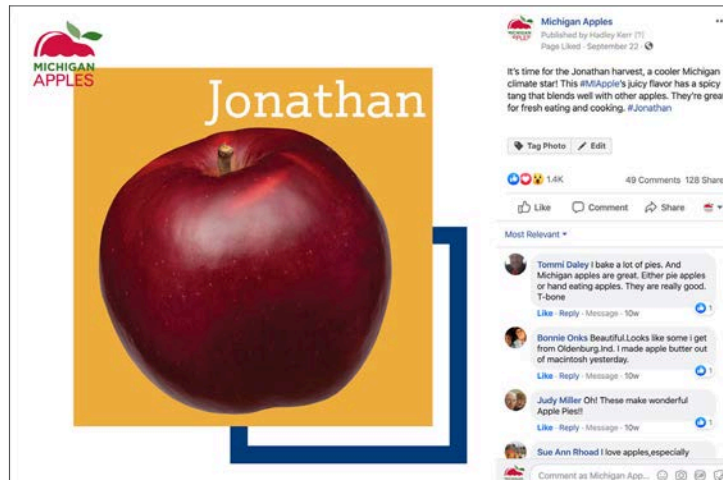 MICHIGAN
APPLES
Jonathan
Michigan Apples
Published by Hadley Kerr [?]
Page Liked · September 22 ·
It's time for the Jonathan harvest, a cooler Michigan
climate star! This #MIApple's juicy flavor has a spicy
tang that blends well with other apples. They're great
for fresh eating and cooking. #Jonathan
Tag Photo Edit
1.4K 49 Comments 128 Share
Like Comment Share
Most Relevant
Tommi Daley I bake a lot of pies. And
Michigan apples are great. Either pie apples
or hand eating apples. They are really good.
T-bone
Like · Reply · Message · 10w 1
Bonnie Onks Beautiful.Looks like some i get
from Oldenburg.Ind. I made apple butter out
of macintosh yesterday.
Like · Reply · Message · 10w 1
Judy Miller Oh! These make wonderful
Apple Pies!!
Like · Reply · Message · 10w 1
Sue Ann Rhoad I love apples,especially
Comment as Michigan App... GIF